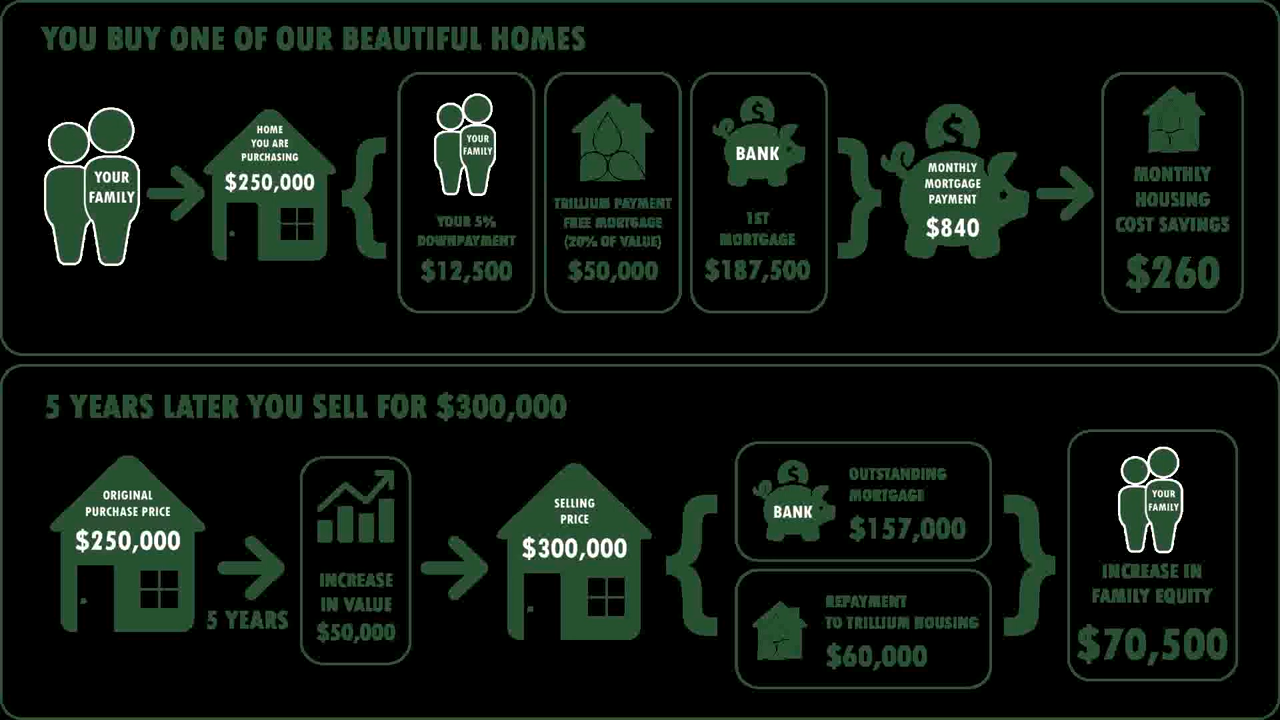 YOU BUY ONE OF OUR BEAUTIFUL HOMES
YOUR
FAMILY
HOME
YOU ARE
PURCHASING
$250,000
YOUR
FAMILY
YOUR 5%
DOWNPAYMENT
$12,500
TRILLIUM PAYMENT
FREE MORTGAGE
(20% OF VALUE)
$50,000
BANK
1ST
MORTGAGE
$187,500
MONTHLY
MORTGAGE
PAYMENT
$840
MONTHLY
HOUSING
COST SAVINGS
$260
5 YEARS LATER YOU SELL FOR $300,000
ORIGINAL
PURCHASE PRICE
$250,000
5 YEARS
INCREASE
IN VALUE
$50,000
SELLING
PRICE
$300,000
BANK
OUTSTANDING
MORTGAGE
$157,000
REPAYMENT
TO TRILLIUM HOUSING
$60,000
YOUR
FAMILY
INCREASE IN
FAMILY EQUITY
$70,500